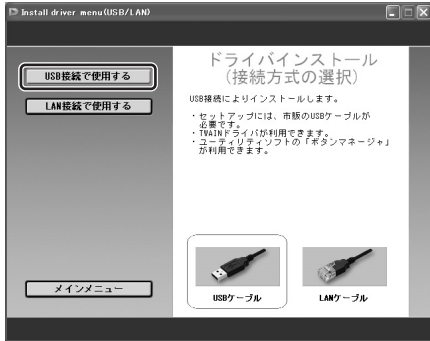 Install driver menu(USB/LAN)
USB接続で使用する
LAN接続で使用する
メインメニュー
ドライバインストール
(接続方式の選択)
USB接続によりインストールします。
・セットアップには、市販のUSBケーブルが
必要です。
・TWAINドライバが利用できます。
・ユーティリティソフトの「ボタンマネージャ」
が利用できます。
USBケーブル
LANケーブル